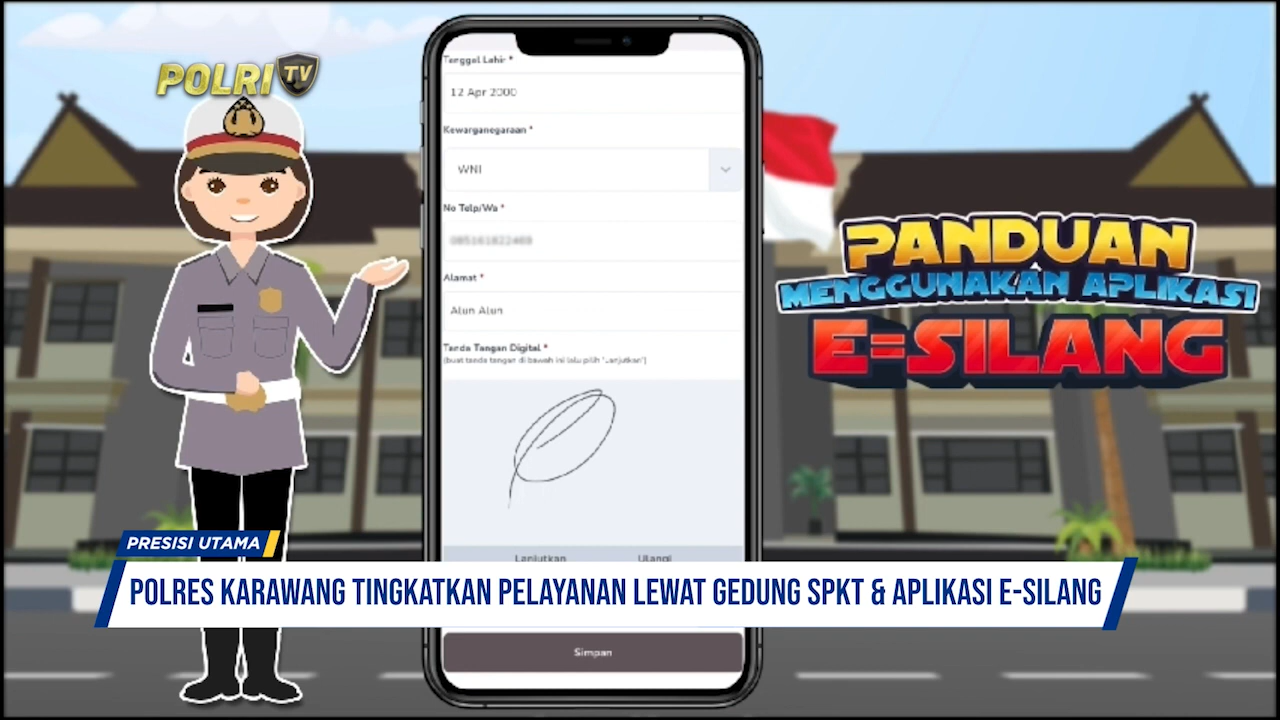 POLRI TV
Tanggal Lahir *
12 Apr 2000
Kewarganegaraan *
WNI
No Telp/Wa *
Alamat *
Alun Alun
Tanda Tangan Digital *
(buat tanda tangan di bawah ini lalu pilih "Lanjutkan")
Lanjutkan Ulangi
PANDUAN
MENGGUNAKAN APLIKASI
E-SILANG
PRESISI UTAMA
POLRES KARAWANG TINGKATKAN PELAYANAN LEWAT GEDUNG SPKT & APLIKASI E-SILANG
Simpan